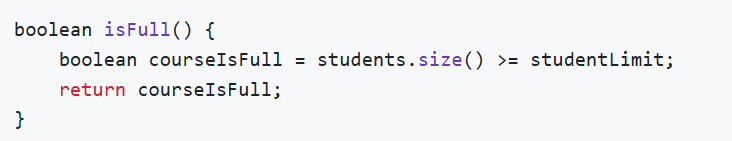 boolean isFull() {
    boolean courseIsFull = students.size() >= studentLimit;
    return courseIsFull;
}